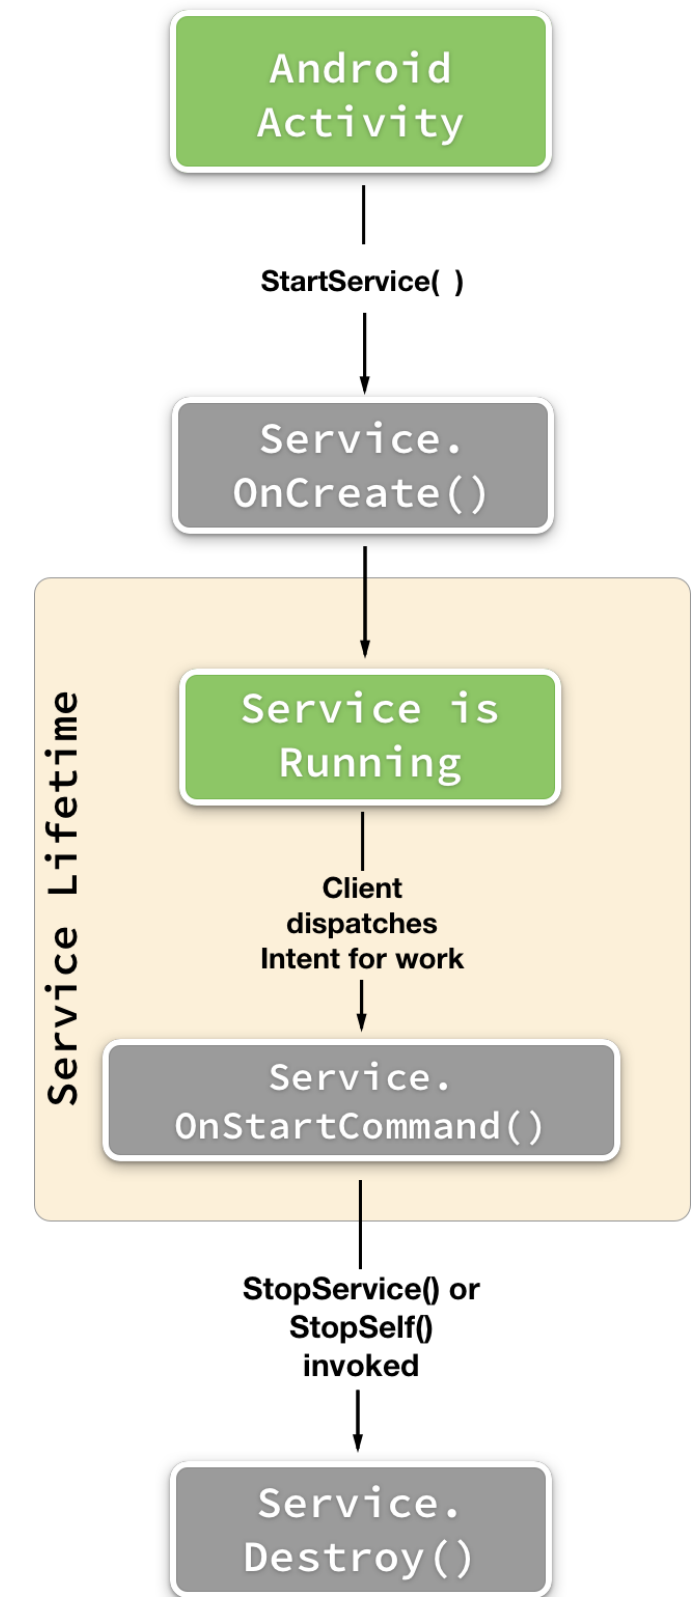 Android
Activity
StartService( )
Service.
OnCreate()
Service Lifetime
Service is
Running
Client
dispatches
Intent for work
Service.
OnStartCommand()
StopService() or
StopSelf()
invoked
Service.
Destroy()